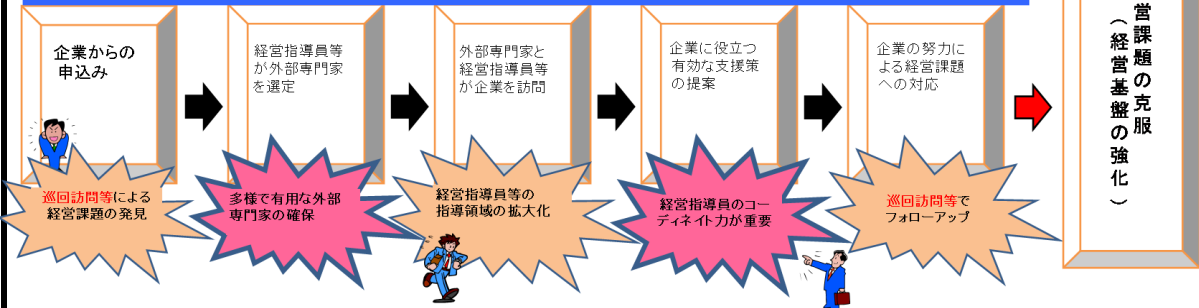 企業からの
申込み
経営指導員等
が外部専門家
を選定
外部専門家と
経営指導員等
が企業を訪問
企業に役立つ
有効な支援策
の提案
企業の努力に
よる経営課題
への対応
営課題の克服
（経営基盤の強化）
巡回訪問等による
経営課題の発見
多様で有用な外部
専門家の確保
経営指導員等の
指導領域の拡大化
経営指導員のコー
ディネイト力が重要
巡回訪問等で
フォローアップ